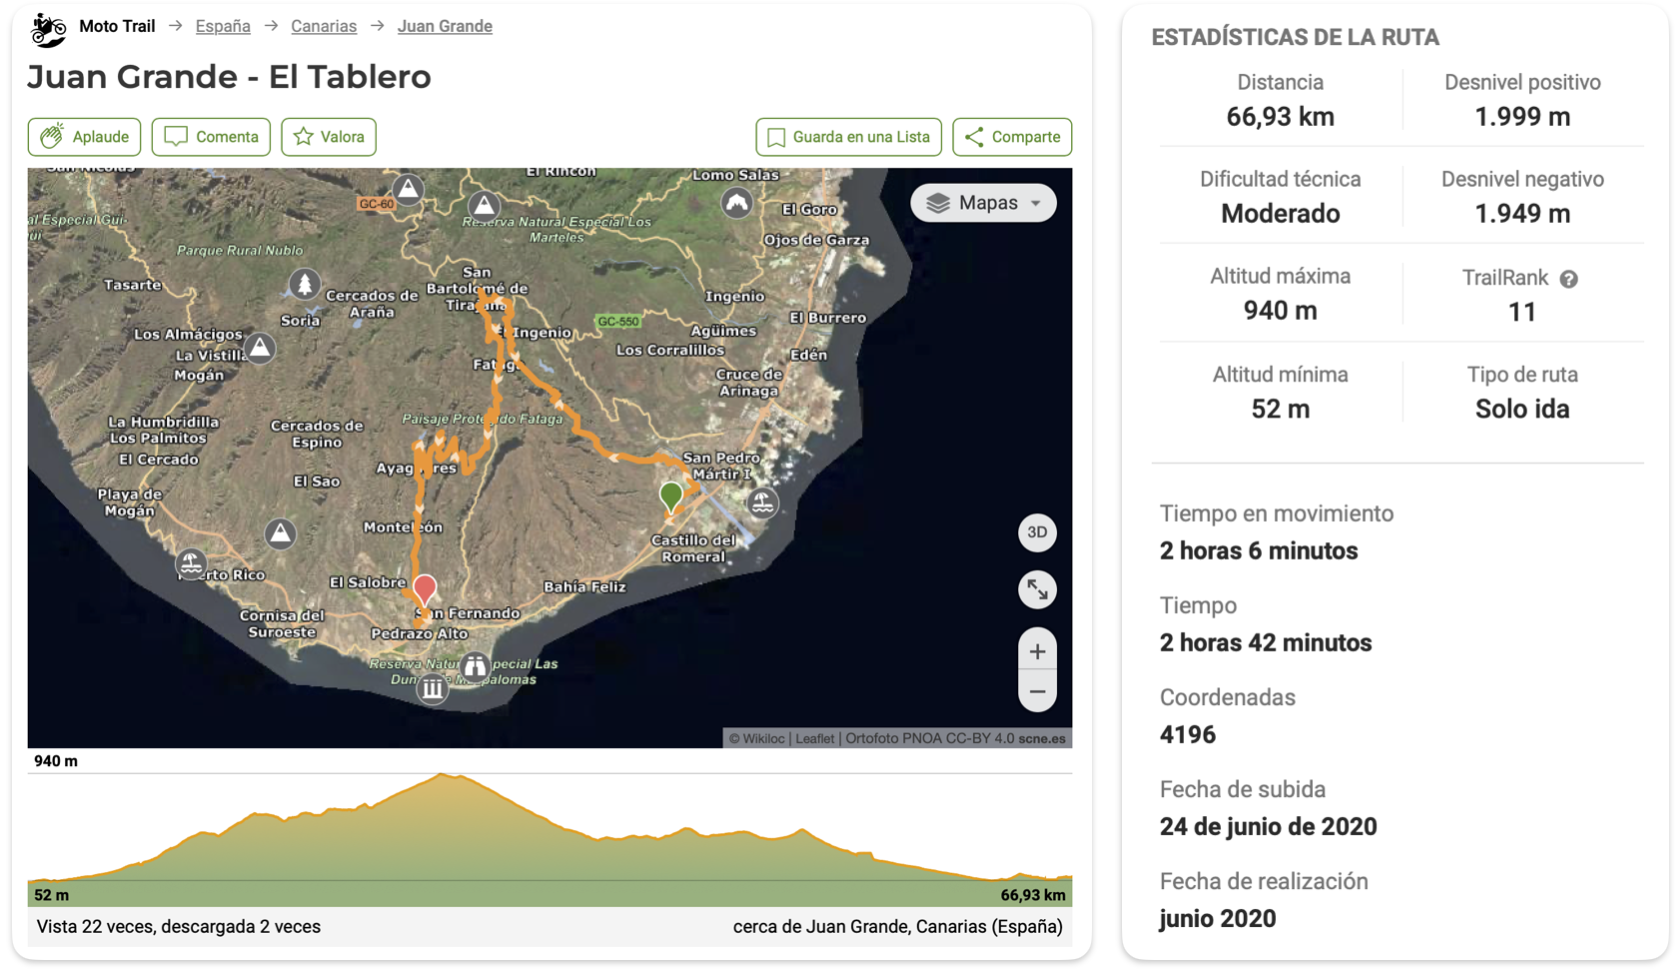 Moto Trail → España → Canarias → Juan Grande
Juan Grande - El Tablero
Aplaude
Comenta
Valora
Guarda en una Lista
Comparte
El Rincón
Lomo Salas
GC-60
Mapas
El Goro
al Especial Gui-
Reserva Natural Especial Los
Marteles
Parque Rural Nublo
Ojos de Garza
San
Bartolomé de
Tirajana
Tasarte
Cercados de
Araña
Ingenio
Soria
GC-550
El Burrero
Los Almácigos
Ingenio
Agüimes
La Vistilla
Los Corralillos
Edén
Mogán
Fataga
Cruce de
Arinaga
La Humbridilla
Los Palmitos
Cercados de
Espino
Paisaje Protegido Fataga
El Cercado
Ayagaures
San Pedro
Mártir I
El Sao
Playa de
Mogán
Monteleón
Castillo del
Romeral
3D
Puerto Rico
El Salobre
Bahía Feliz
Cornisa del
Suroeste
San Fernando
Pedrazo Alto
Reserva Natural Especial Las
Dunas de Maspalomas
+
−
© Wikiloc | Leaflet | Ortofoto PNOA CC-BY 4.0 scne.es
940 m
52 m
66,93 km
Vista 22 veces, descargada 2 veces
cerca de Juan Grande, Canarias (España)
ESTADÍSTICAS DE LA RUTA
Distancia
66,93 km
Desnivel positivo
1.999 m
Dificultad técnica
Moderado
Desnivel negativo
1.949 m
Altitud máxima
940 m
TrailRank ?
11
Altitud mínima
52 m
Tipo de ruta
Solo ida
Tiempo en movimiento
2 horas 6 minutos
Tiempo
2 horas 42 minutos
Coordenadas
4196
Fecha de subida
24 de junio de 2020
Fecha de realización
junio 2020